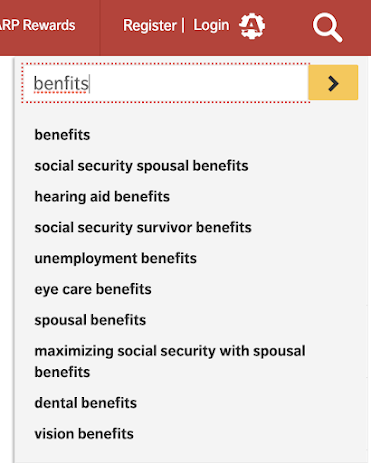 ARP Rewards Register | Login
benfits
benefits
social security spousal benefits
hearing aid benefits
social security survivor benefits
unemployment benefits
eye care benefits
spousal benefits
maximizing social security with spousal
benefits
dental benefits
vision benefits